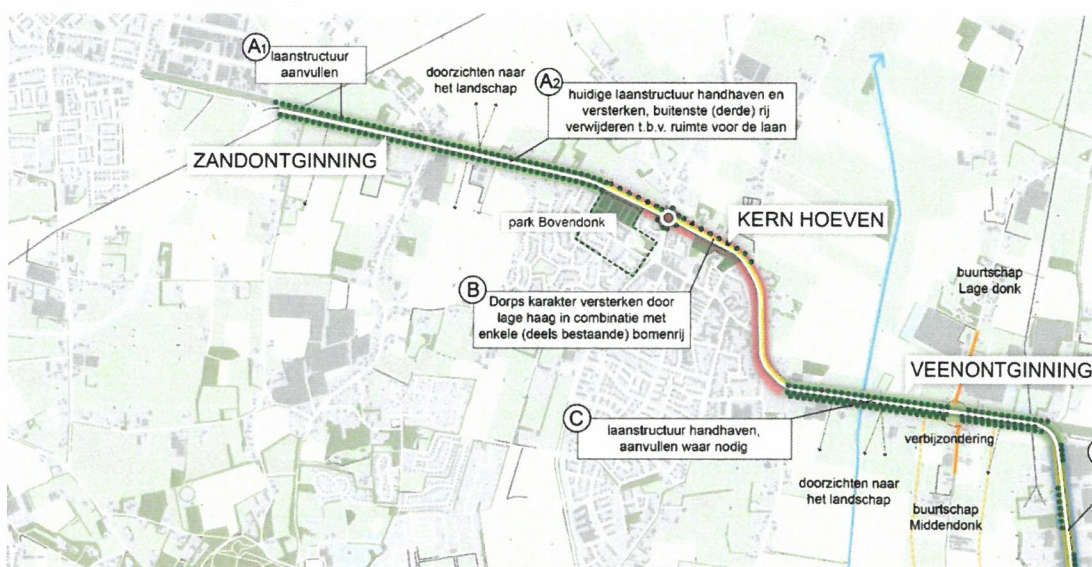 A1
laanstructuur
aanvullen
doorzichten naar
het landschap
A2
huidige laanstructuur handhaven en
versterken, buitenste (derde) rij
verwijderen t.b.v. ruimte voor de laan
ZANDONTGINNING
park Bovendonk
KERN HOEVEN
B
Dorps karakter versterken door
lage haag in combinatie met
enkele (deels bestaande) bomenrij
buurtschap
Lage donk
VEENONTGINNING
C
laanstructuur handhaven,
aanvullen waar nodig
verbijzondering
doorzichten naar
het landschap
buurtschap
Middendonk